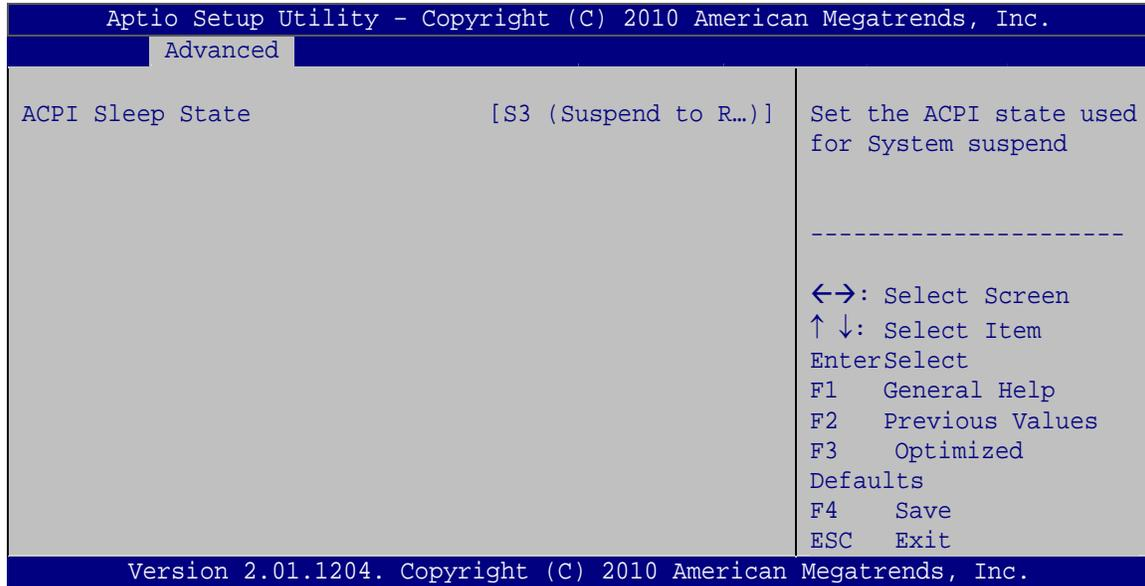 Aptio Setup Utility – Copyright (C) 2010 American Megatrends, Inc.
Advanced
ACPI Sleep State [S3 (Suspend to R…)]
Set the ACPI state used
for System suspend
----------------------
←→: Select Screen
↑ ↓: Select Item
EnterSelect
F1 General Help
F2 Previous Values
F3 Optimized
Defaults
F4 Save
ESC Exit
Version 2.01.1204. Copyright (C) 2010 American Megatrends, Inc.